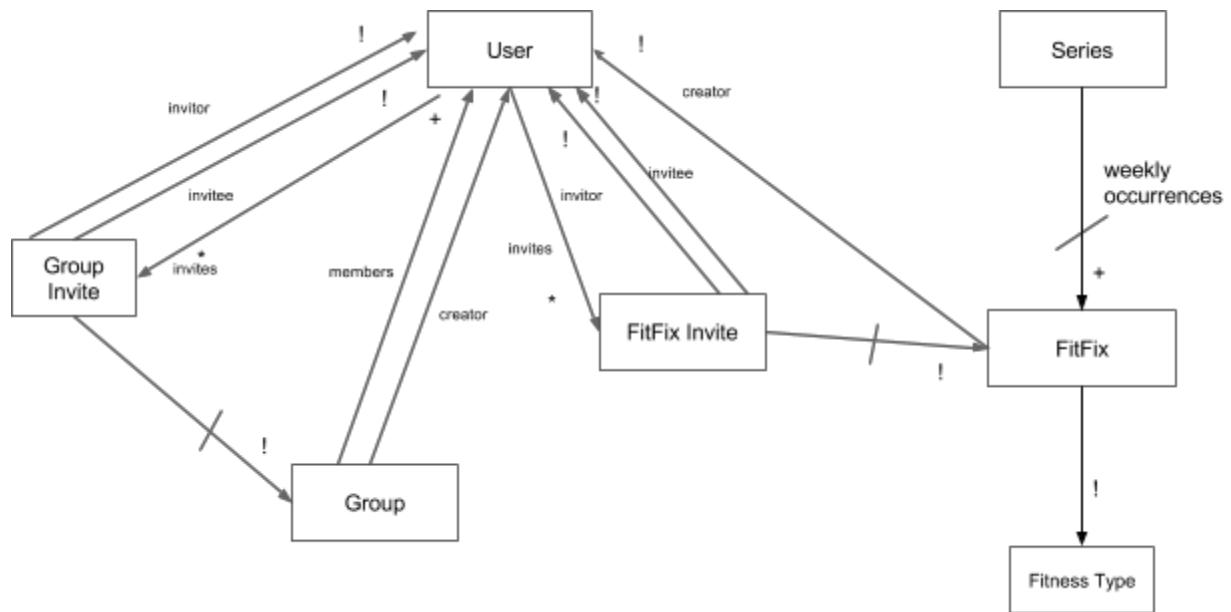 !
User
!
Series
creator
!
!
invitor
+
!
weekly
occurrences
invitee
invitor
invitee
*
invites
Group
Invite
members
invites
+
*
creator
FitFix Invite
FitFix
!
!
Group
!
Fitness Type